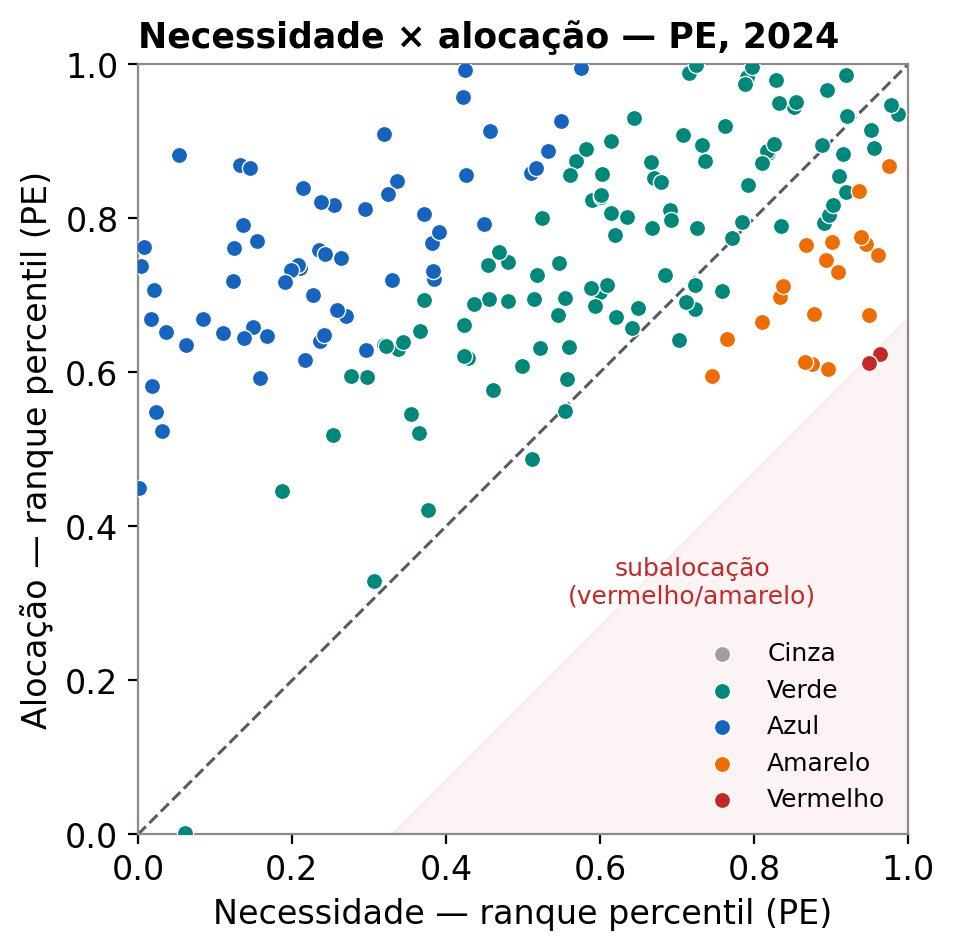 Necessidade × alocação — PE, 2024
1.0
0.8
0.6
0.4
0.2
0.0
Alocação — ranque percentil (PE)
subalocação
(vermelho/amarelo)
Cinza
Verde
Azul
Amarelo
Vermelho
0.0 0.2 0.4 0.6 0.8 1.0
Necessidade — ranque percentil (PE)